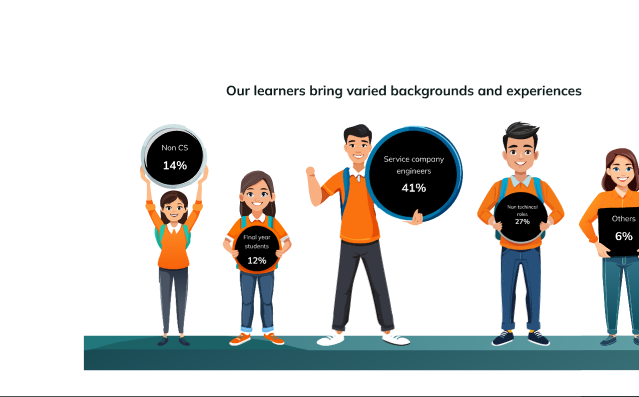 Our learners bring varied backgrounds and experiences
Non CS
14%
Final year
students
12%
Service company
engineers
41%
Non technical
roles
27%
Others
6%